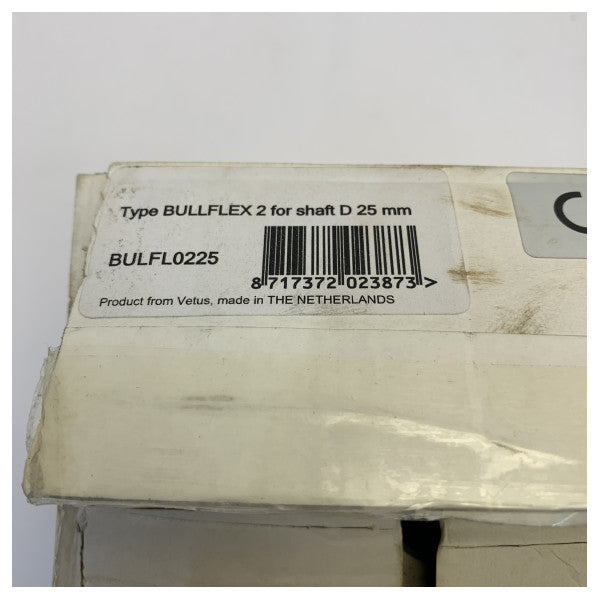 Type BULLFLEX 2 for shaft D 25 mm
BULFL0225
8 717372 023873 >
Product from Vetus, made in THE NETHERLANDS
C